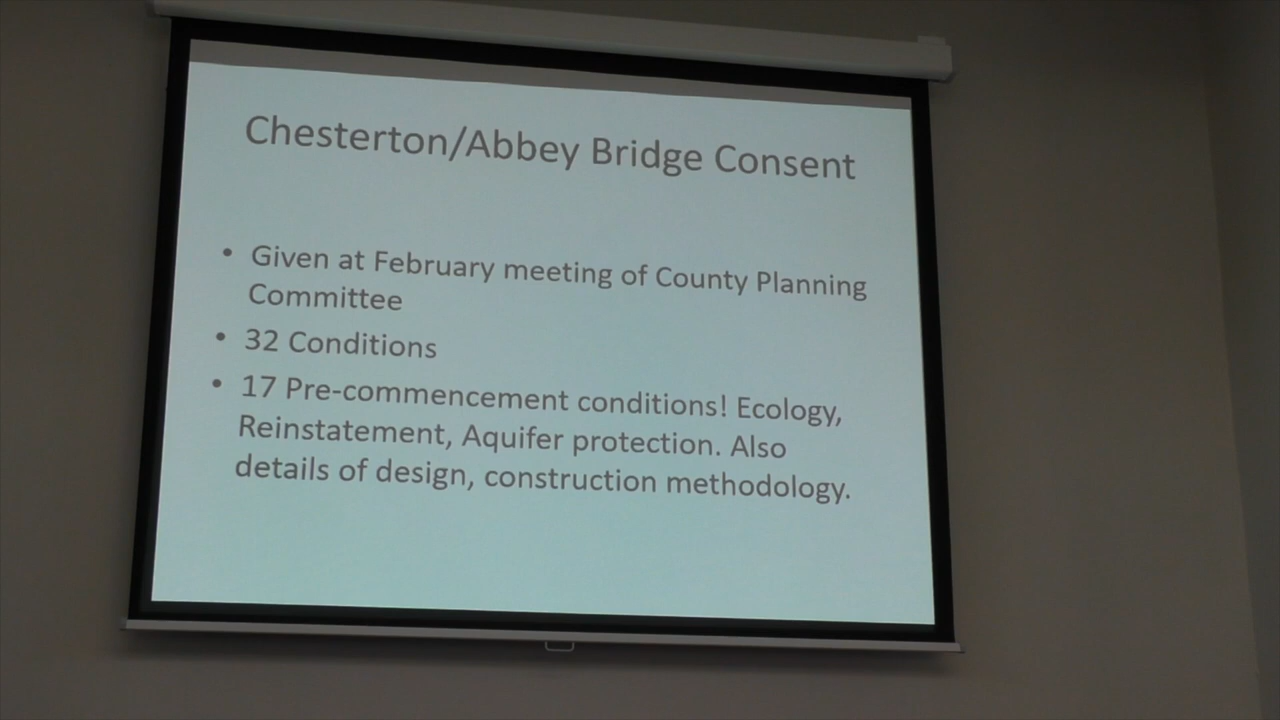 Chesterton/Abbey Bridge Consent
• Given at February meeting of County Planning
Committee
• 32 Conditions
• 17 Pre-commencement conditions! Ecology,
Reinstatement, Aquifer protection. Also
details of design, construction methodology.